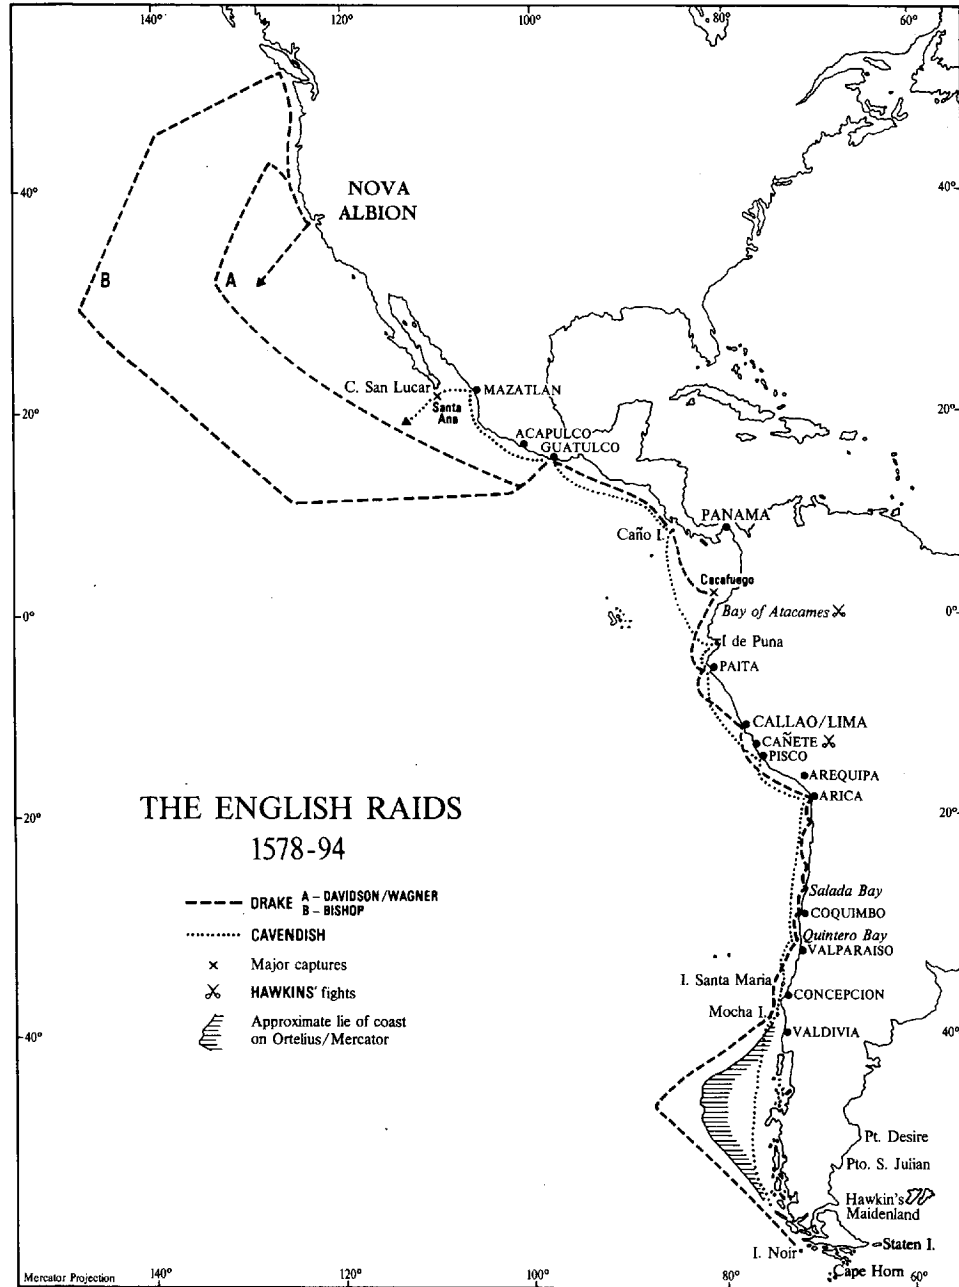 140° 120° 100° 80° 60°
40° 40°
NOVA
ALBION
B A
C. San Lucar MAZATLAN
Santa
Ana
20° 20°
ACAPULCO
GUATULCO
PANAMA
Caño I.
Cacafuego
Bay of Atacames
0° 0°
I de Puna
PAITA
CALLAO/LIMA
CAÑETE
PISCO
AREQUIPA
ARICA
THE ENGLISH RAIDS
1578-94
20° 20°
DRAKE A – DAVIDSON/WAGNER
B – BISHOP
CAVENDISH
Major captures
HAWKINS' fights
Approximate lie of coast
on Ortelius/Mercator
Salada Bay
COQUIMBO
Quintero Bay
VALPARAISO
I. Santa Maria
CONCEPCION
Mocha I.
VALDIVIA
40° 40°
Pt. Desire
Pto. S. Julian
Hawkin's
Maidenland
Staten I.
I. Noir
Cape Horn
Mercator Projection
140° 120° 100° 80° 60°